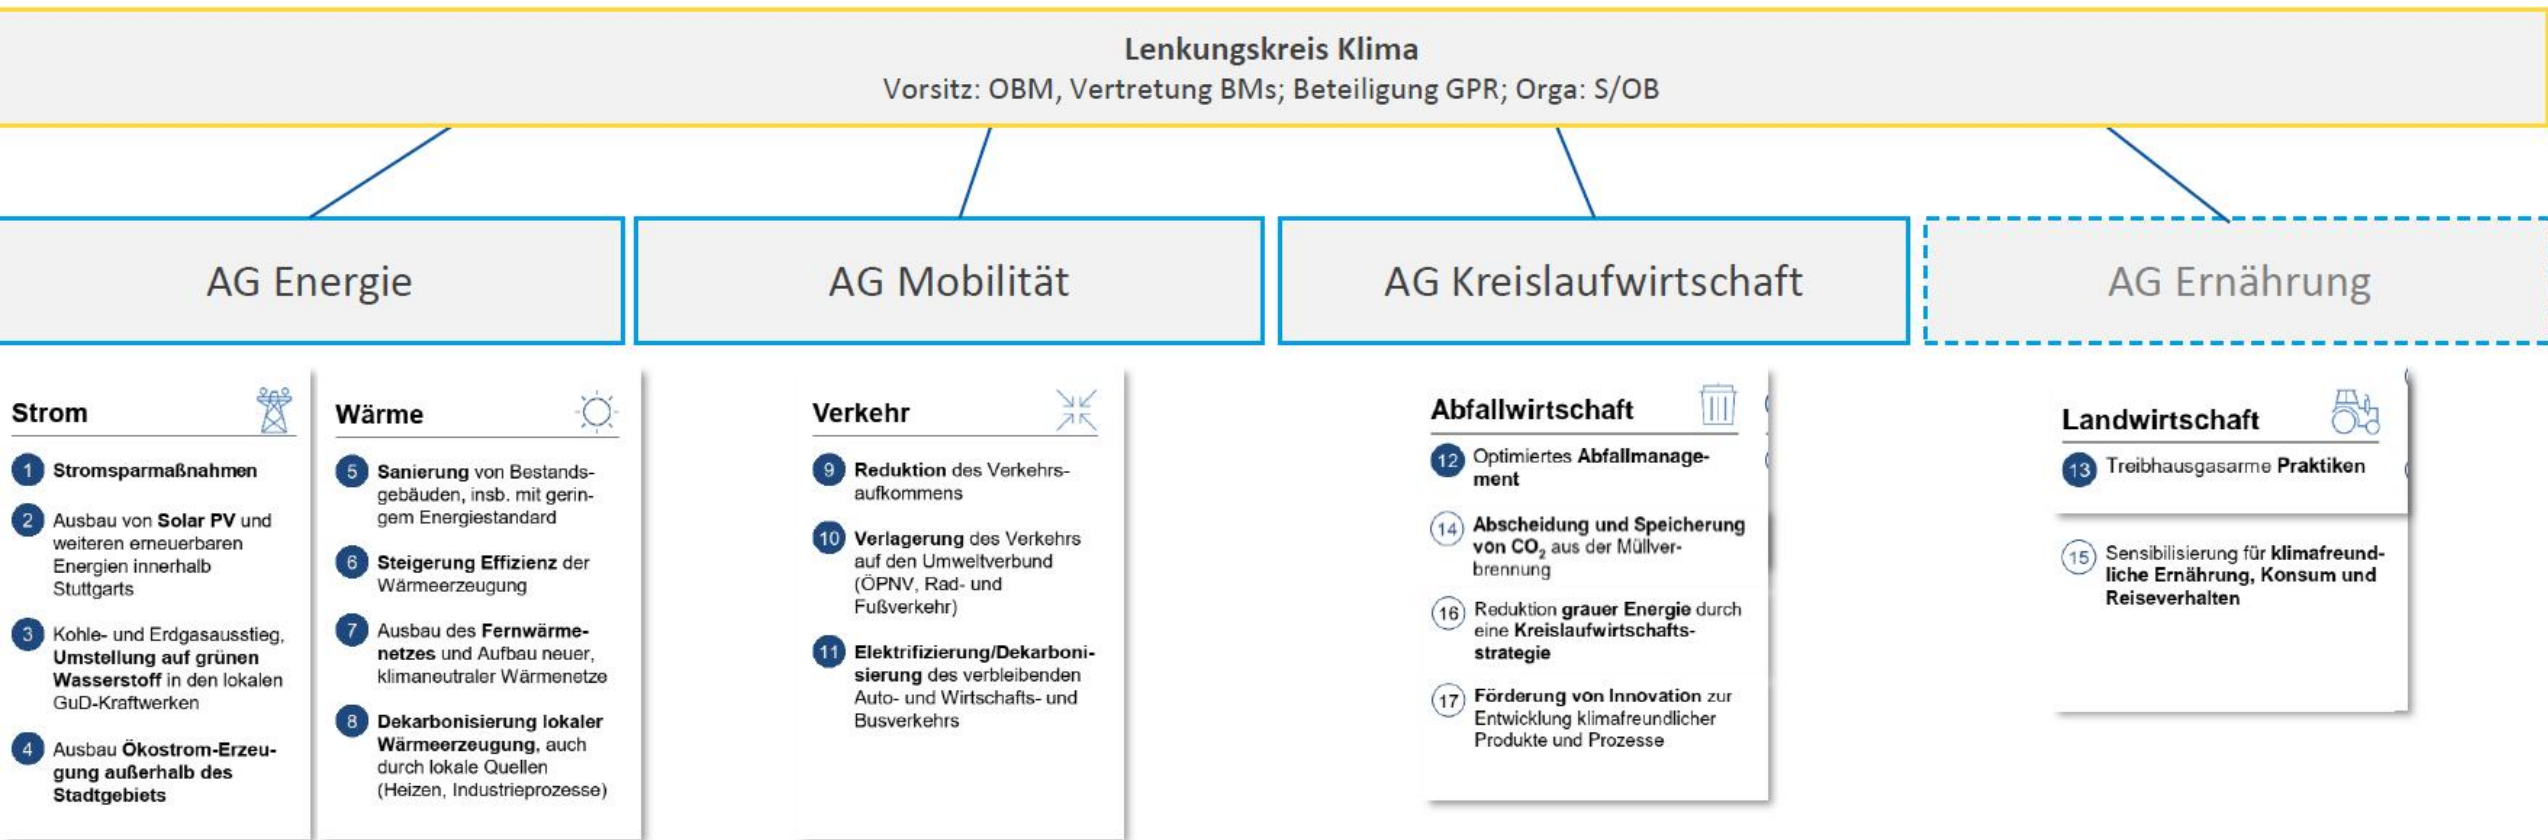 Lenkungskreis Klima
Vorsitz: OBM, Vertretung BMs; Beteiligung GPR; Orga: S/OB
AG Energie
AG Mobilität
AG Kreislaufwirtschaft
AG Ernährung
Strom
1 Stromsparmaßnahmen
2 Ausbau von Solar PV und
weiteren erneuerbaren
Energien innerhalb
Stuttgarts
3 Kohle- und Erdgasausstieg,
Umstellung auf grünen
Wasserstoff in den lokalen
GuD-Kraftwerken
4 Ausbau Ökostrom-Erzeu-
gung außerhalb des
Stadtgebiets
Wärme
5 Sanierung von Bestands-
gebäuden, insb. mit gerin-
gem Energiestandard
6 Steigerung Effizienz der
Wärmeerzeugung
7 Ausbau des Fernwärme-
netzes und Aufbau neuer,
klimaneutraler Wärmenetze
8 Dekarbonisierung lokaler
Wärmeerzeugung, auch
durch lokale Quellen
(Heizen, Industrieprozesse)
Verkehr
9 Reduktion des Verkehrs-
aufkommens
10 Verlagerung des Verkehrs
auf den Umweltverbund
(ÖPNV, Rad- und
Fußverkehr)
11 Elektrifizierung/Dekarboni-
sierung des verbleibenden
Auto- und Wirtschafts- und
Busverkehrs
Abfallwirtschaft
12 Optimiertes Abfallmanage-
ment
14 Abscheidung und Speicherung
von CO₂ aus der Müllver-
brennung
16 Reduktion grauer Energie durch
eine Kreislaufwirtschafts-
strategie
17 Förderung von Innovation zur
Entwicklung klimafreundlicher
Produkte und Prozesse
Landwirtschaft
13 Treibhausgasarme Praktiken
15 Sensibilisierung für klimafreund-
liche Ernährung, Konsum und
Reiseverhalten